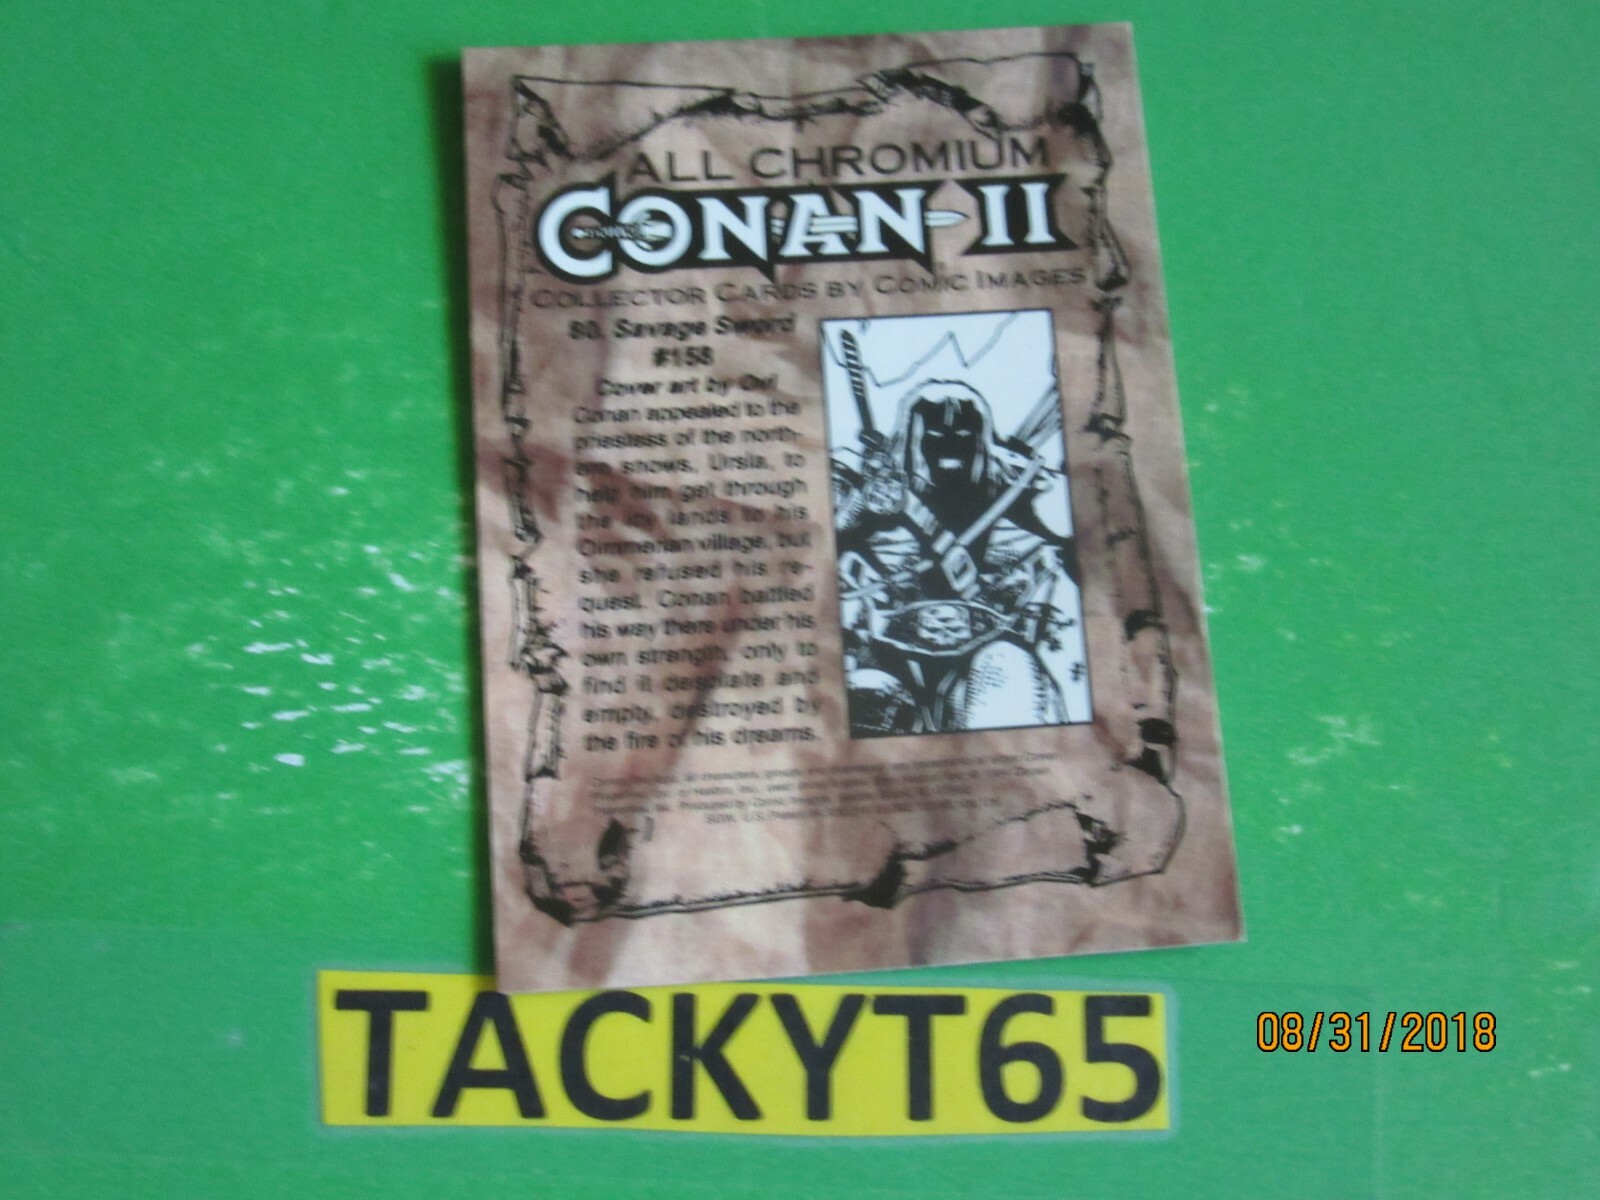 ALL CHROMIUM
CONAN II
COLLECTOR CARDS BY COMIC IMAGES
80. Savage Sword
#158
Cover art by Ovi
Conan appealed to the
priestess of the north-
ern snows, Ursla, to
help him get through
the icy lands to his
Cimmerian village, but
she refused his re-
quest. Conan battled
his way there under his
own strength, only to
find it desolate and
empty, destroyed by
the fire of his dreams.
TACKYT65
08/31/2018